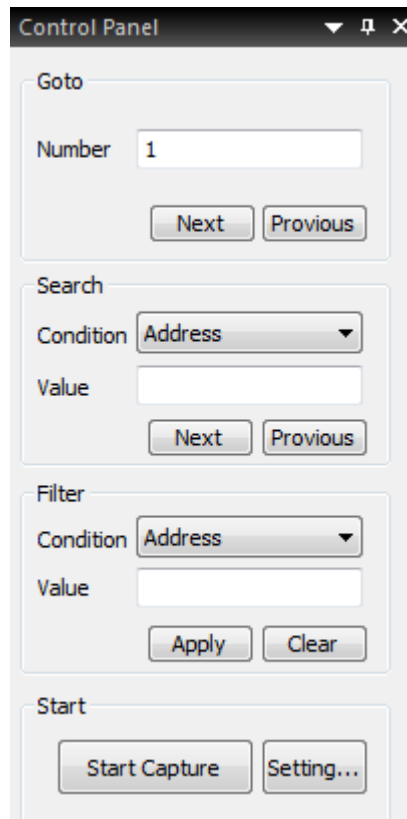 Control Panel
Goto
Number 1
Next Provious
Search
Condition Address
Value
Next Provious
Filter
Condition Address
Value
Apply Clear
Start
Start Capture Setting...